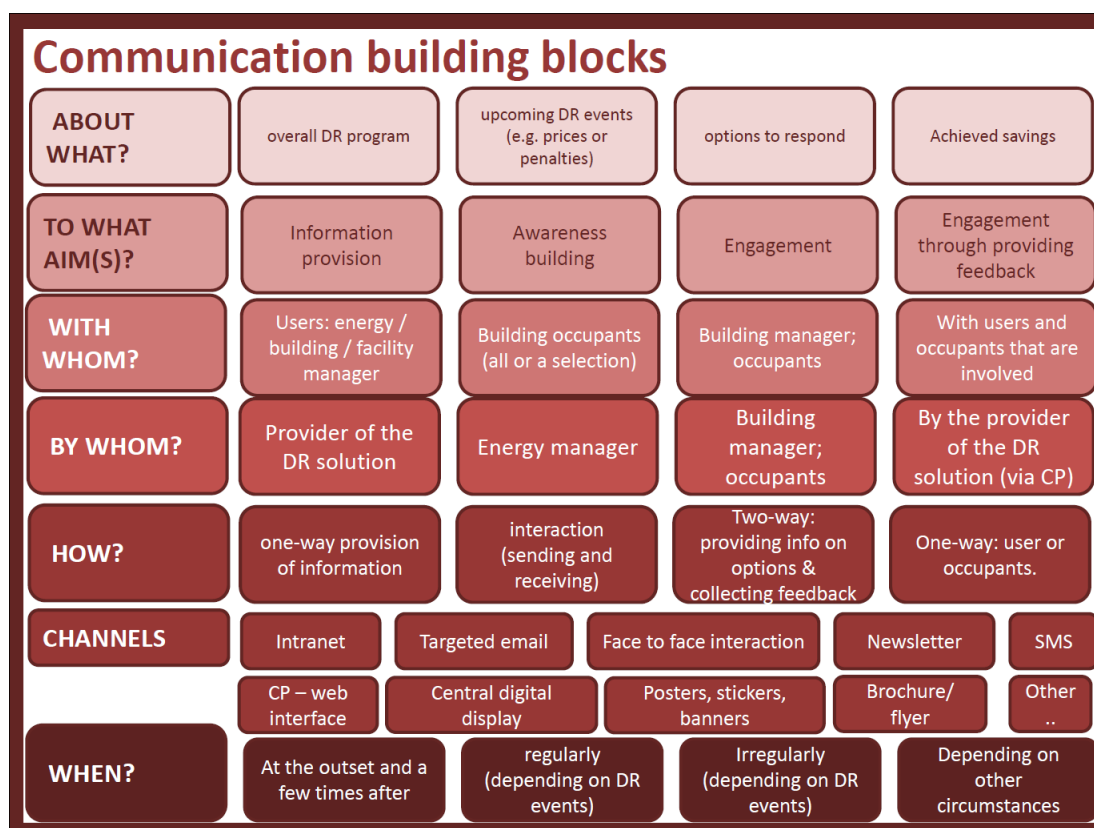 Communication building blocks
ABOUT
WHAT?
overall DR program
upcoming DR events
(e.g. prices or
penalties)
options to respond
Achieved savings
TO WHAT
AIM(S)?
Information
provision
Awareness
building
Engagement
Engagement
through providing
feedback
WITH
WHOM?
Users: energy /
building / facility
manager
Building occupants
(all or a selection)
Building manager;
occupants
With users and
occupants that are
involved
BY WHOM?
Provider of the
DR solution
Energy manager
Building
manager;
occupants
By the provider
of the DR
solution (via CP)
HOW?
one-way provision
of information
interaction
(sending and
receiving)
Two-way:
providing info on
options &
collecting feedback
One-way: user or
occupants.
CHANNELS
Intranet
Targeted email
Face to face interaction
Newsletter
SMS
CP – web
interface
Central digital
display
Posters, stickers,
banners
Brochure/
flyer
Other
..
WHEN?
At the outset and a
few times after
regularly
(depending on DR
events)
Irregularly
(depending on DR
events)
Depending on
other
circumstances